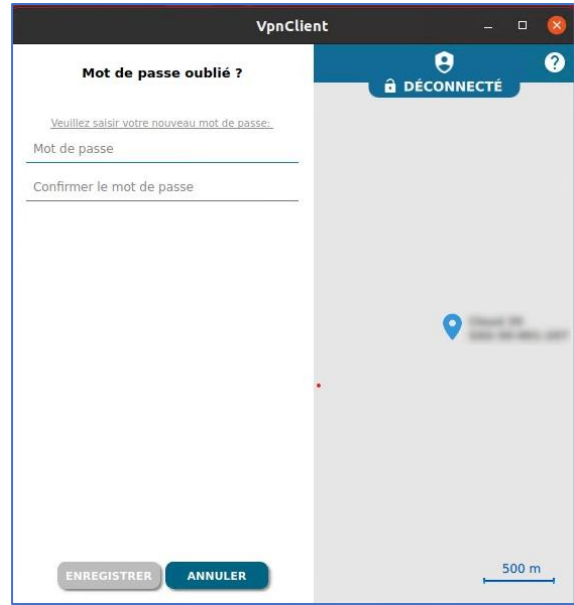 VpnClient
Mot de passe oublié ?
Veuillez saisir votre nouveau mot de passe:
Mot de passe
Confirmer le mot de passe
ENREGISTRER
ANNULER
DÉCONNECTÉ
?
500 m